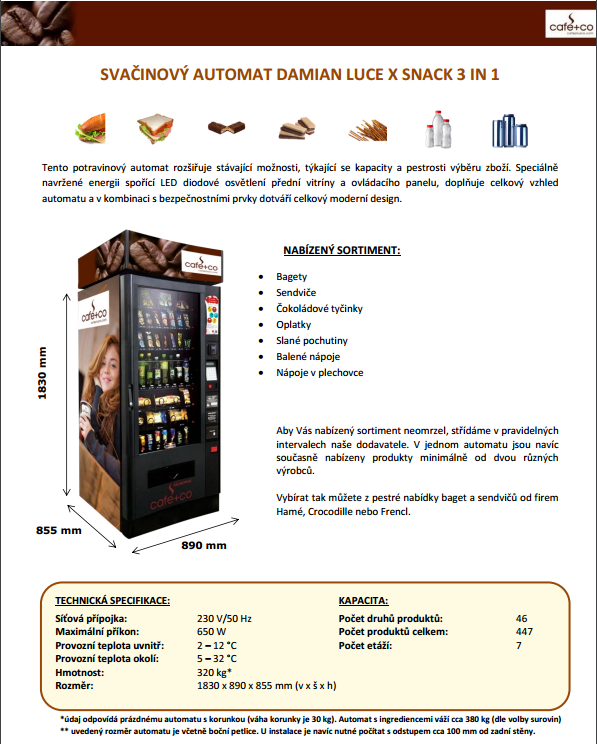 café+co
SVAČINOVÝ AUTOMAT DAMIAN LUCE X SNACK 3 IN 1
Tento potravinový automat rozšiřuje stávající možnosti, týkající se kapacity a pestrosti výběru zboží. Speciálně
navržené energii spořící LED diodové osvětlení přední vitríny a ovládacího panelu, doplňuje celkový vzhled
automatu a v kombinaci s bezpečnostními prvky dotváří celkový moderní design.
NABÍZENÝ SORTIMENT:
• Bagety
• Sendviče
• Čokoládové tyčinky
• Oplatky
• Slané pochutiny
• Balené nápoje
• Nápoje v plechovce
café+co
café+co
café+co
1830 mm
855 mm
890 mm
Aby Vás nabízený sortiment neomrzel, střídáme v pravidelných
intervalech naše dodavatele. V jednom automatu jsou navíc
současně nabízeny produkty minimálně od dvou různých
výrobců.
Vybírat tak můžete z pestré nabídky baget a sendvičů od firem
Hamé, Crocodille nebo Frencl.
TECHNICKÁ SPECIFIKACE:
Síťová přípojka: 230 V/50 Hz
Maximální příkon: 650 W
Provozní teplota uvnitř: 2 – 12 °C
Provozní teplota okolí: 5 – 32 °C
Hmotnost: 320 kg*
Rozměr: 1830 x 890 x 855 mm (v x š x h)
KAPACITA:
Počet druhů produktů: 46
Počet produktů celkem: 447
Počet etáží: 7
*údaj odpovídá prázdnému automatu s korunkou (váha korunky je 30 kg). Automat s ingrediencemi váží cca 380 kg (dle volby surovin)
** uvedený rozměr automatu je včetně boční petlice. U instalace je navíc nutné počítat s odstupem cca 100 mm od zadní stěny.